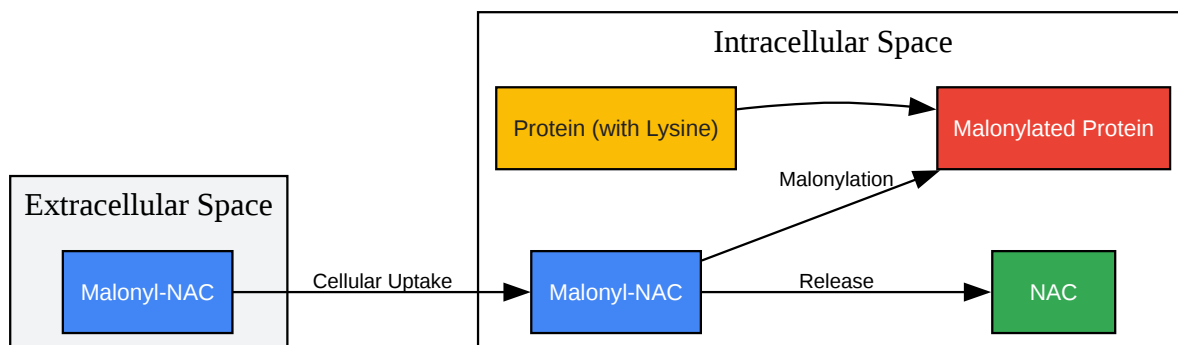 Intracellular Space
Protein (with Lysine)
Malonylated Protein
Malonylation
Extracellular Space
Malonyl-NAC
Cellular Uptake
Malonyl-NAC
Release
NAC